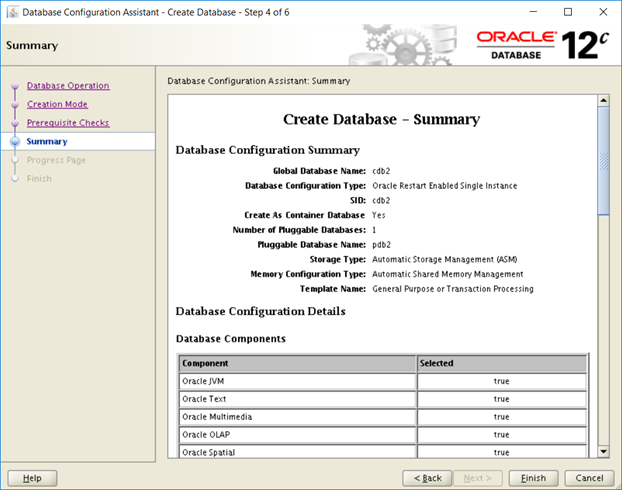 Database Configuration Assistant - Create Database - Step 4 of 6
Summary
ORACLE®
DATABASE 12c
Database Operation
Creation Mode
Prerequisite Checks
Summary
Progress Page
Finish
Database Configuration Assistant: Summary
Create Database - Summary
Database Configuration Summary
Global Database Name: cdb2
Database Configuration Type: Oracle Restart Enabled Single Instance
SID: cdb2
Create As Container Database Yes
Number of Pluggable Databases: 1
Pluggable Database Name: pdb2
Storage Type: Automatic Storage Management (ASM)
Memory Configuration Type: Automatic Shared Memory Management
Template Name: General Purpose or Transaction Processing
Database Configuration Details
Database Components
Component Selected
Oracle JVM true
Oracle Text true
Oracle Multimedia true
Oracle OLAP true
Oracle Spatial true
Help < Back Next > Finish Cancel